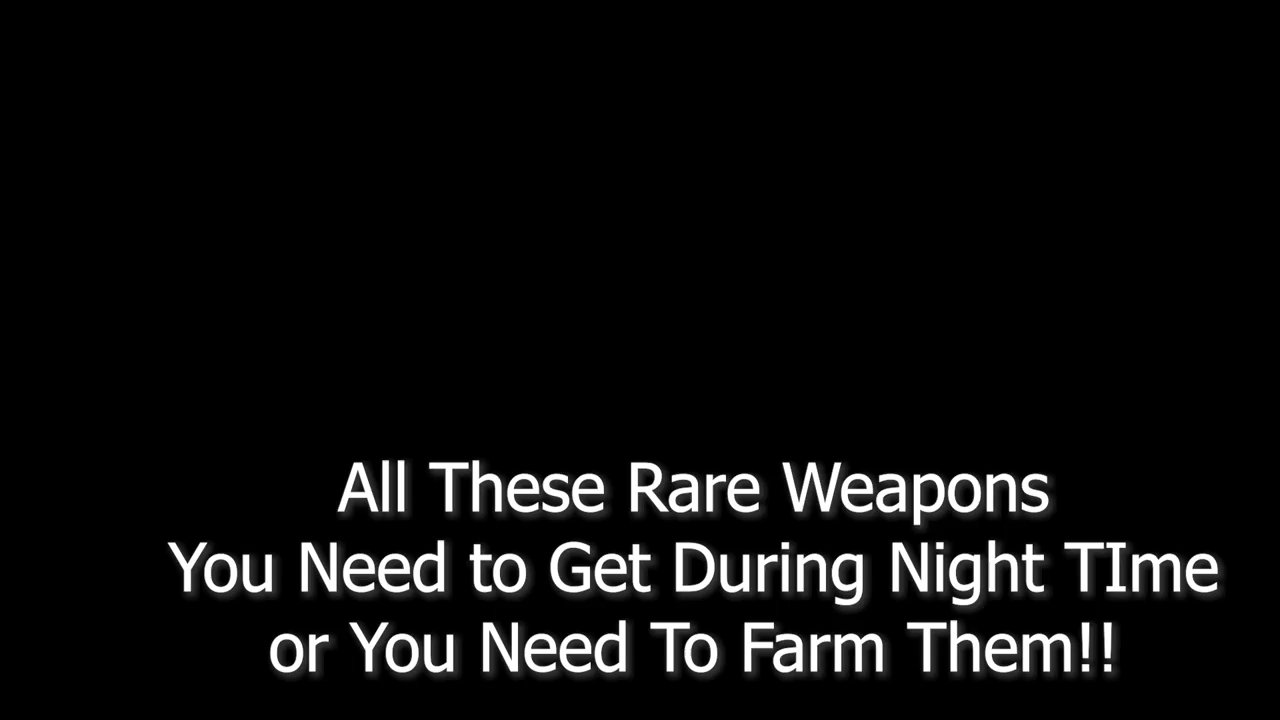 All These Rare Weapons
You Need to Get During Night TIme
or You Need To Farm Them!!